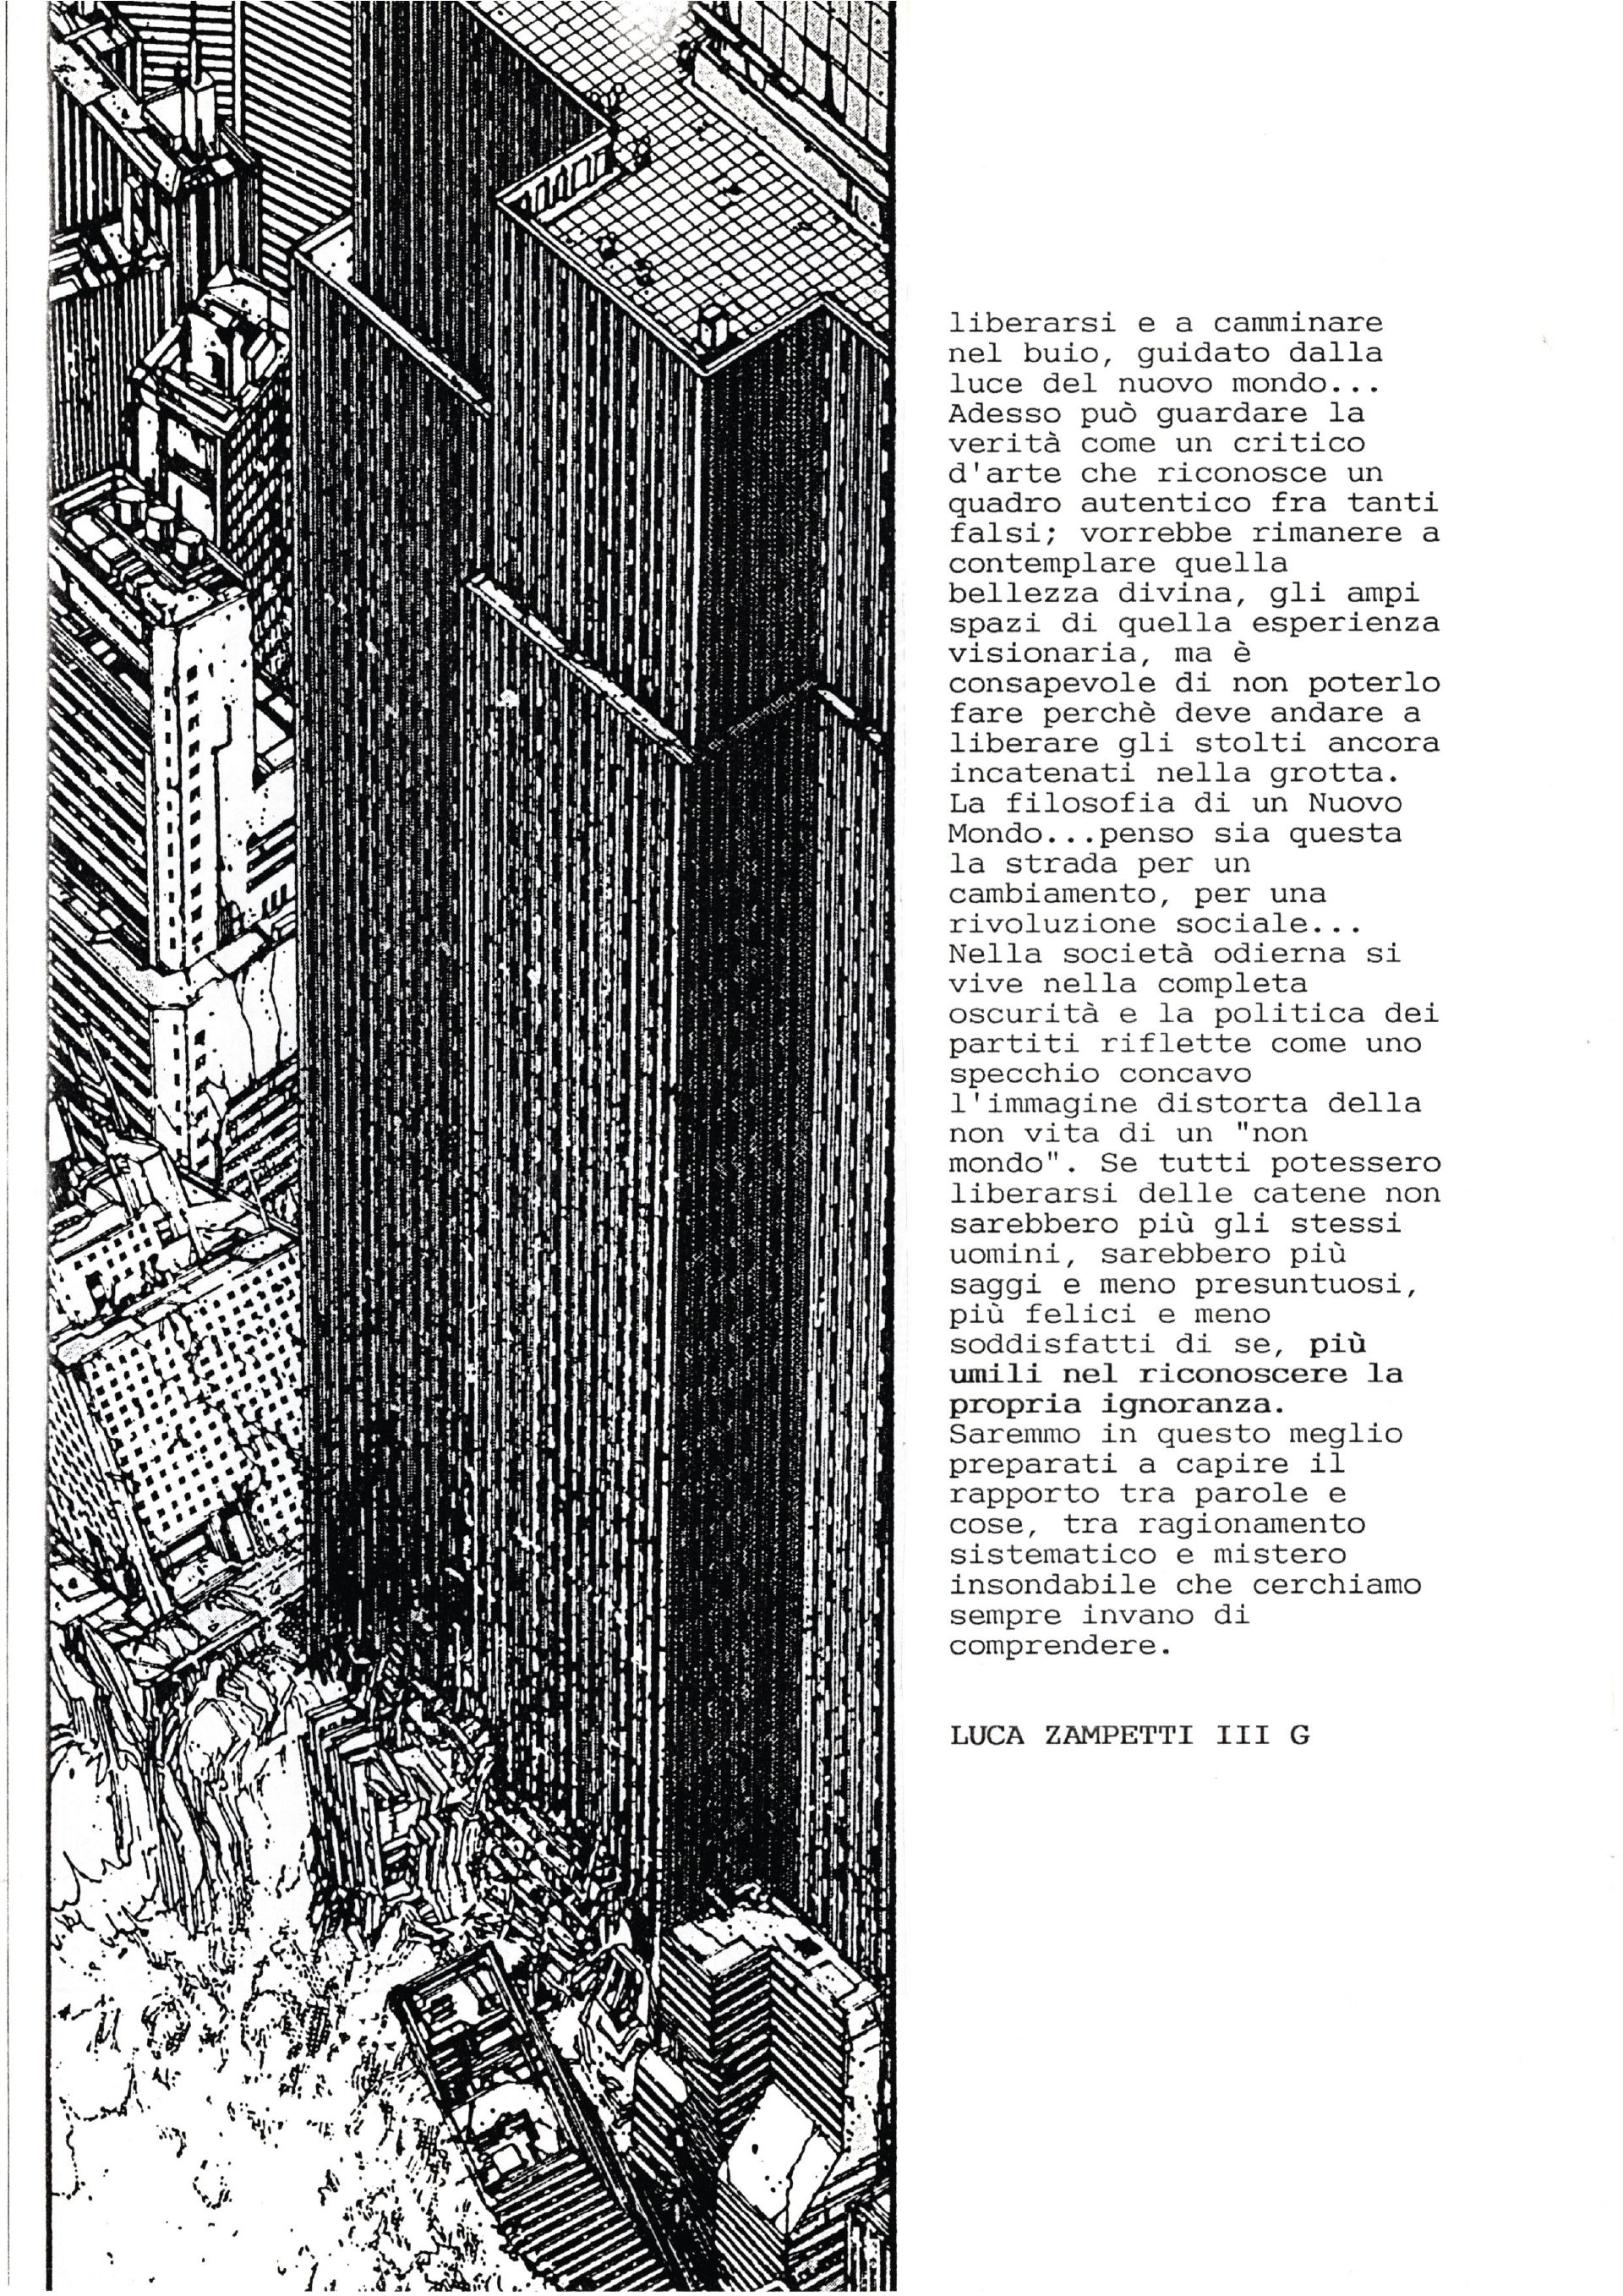 liberarsi e a camminare
nel buio, guidato dalla
luce del nuovo mondo...
Adesso può guardare la
verità come un critico
d'arte che riconosce un
quadro autentico fra tanti
falsi; vorrebbe rimanere a
contemplare quella
bellezza divina, gli ampi
spazi di quella esperienza
visionaria, ma è
consapevole di non poterlo
fare perchè deve andare a
liberare gli stolti ancora
incatenati nella grotta.
La filosofia di un Nuovo
Mondo...penso sia questa
la strada per un
cambiamento, per una
rivoluzione sociale...
Nella società odierna si
vive nella completa
oscurità e la politica dei
partiti riflette come uno
specchio concavo
l'immagine distorta della
non vita di un "non
mondo". Se tutti potessero
liberarsi delle catene non
sarebbero più gli stessi
uomini, sarebbero più
saggi e meno presuntuosi,
più felici e meno
soddisfatti di se, più
umili nel riconoscere la
propria ignoranza.
Saremmo in questo meglio
preparati a capire il
rapporto tra parole e
cose, tra ragionamento
sistematico e mistero
insondabile che cerchiamo
sempre invano di
comprendere.
LUCA ZAMPETTI III G